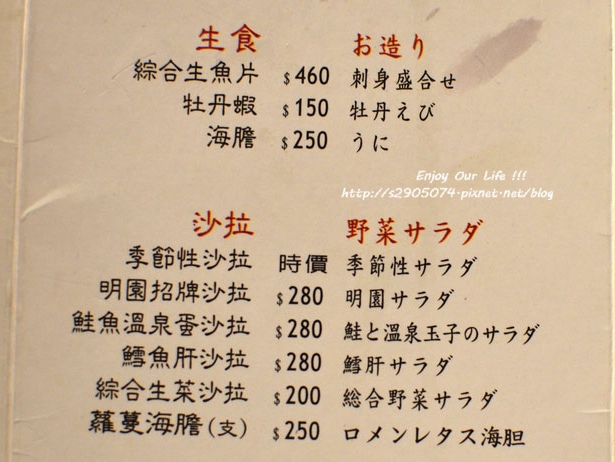 生食 お造り
綜合生魚片 $460 刺身盛合せ
牡丹蝦 $150 牡丹えび
海膽 $250 うに
Enjoy Our Life !!!
http://s2905074.pixnet.net/blog
沙拉 野菜サラダ
季節性沙拉 時價 季節性サラダ
明園招牌沙拉 $280 明園サラダ
鮭魚溫泉蛋沙拉 $280 鮭と温泉玉子のサラダ
鱈魚肝沙拉 $280 鱈肝サラダ
綜合生菜沙拉 $200 総合野菜サラダ
蘿蔓海膽(支) $250 ロメンレタス海胆